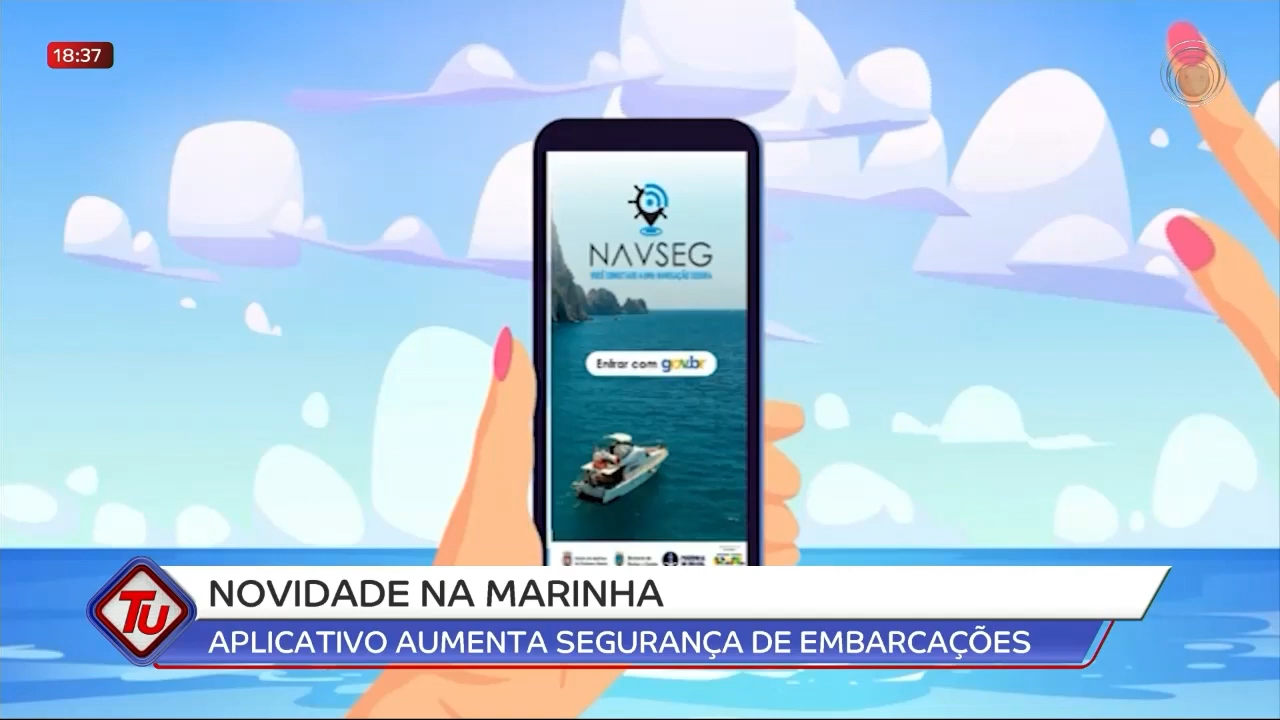 18:37
NAVSEG
Entrar com gov.br
NOVIDADE NA MARINHA
TU
APLICATIVO AUMENTA SEGURANÇA DE EMBARCAÇÕES